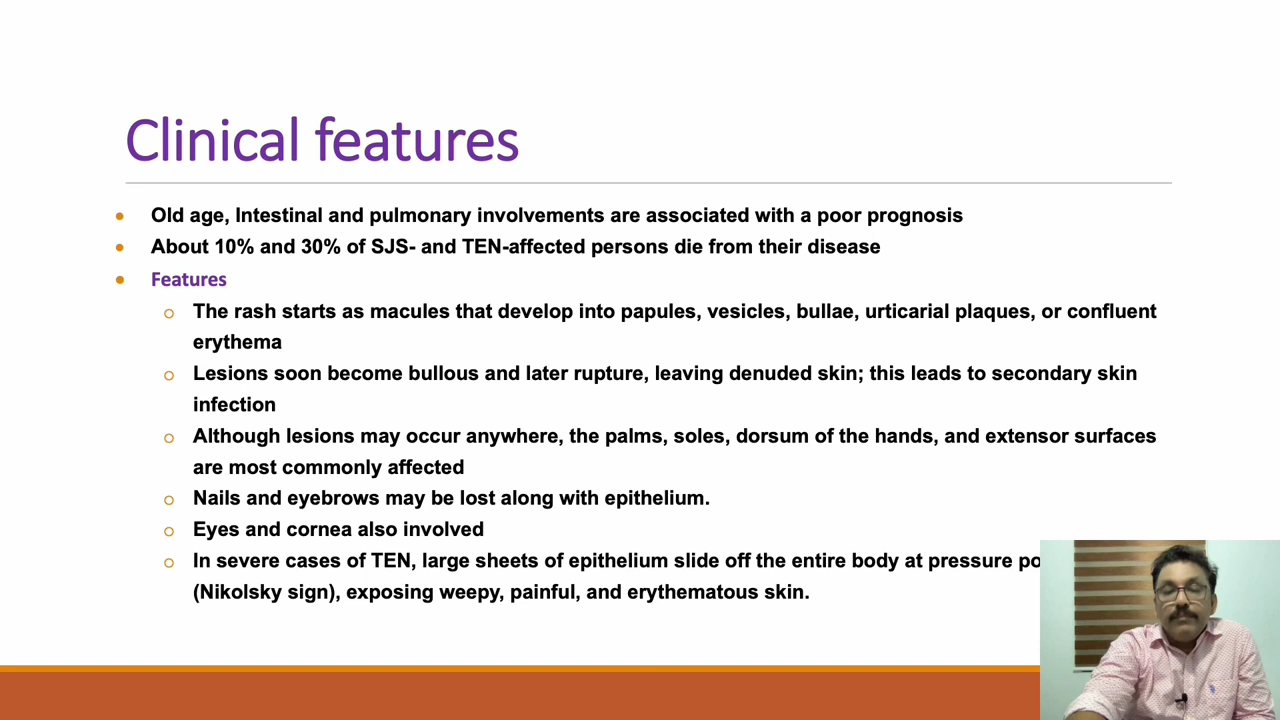 Clinical features
Old age, Intestinal and pulmonary involvements are associated with a poor prognosis
About 10% and 30% of SJS- and TEN-affected persons die from their disease
Features
The rash starts as macules that develop into papules, vesicles, bullae, urticarial plaques, or confluent
erythema
Lesions soon become bullous and later rupture, leaving denuded skin; this leads to secondary skin
infection
Although lesions may occur anywhere, the palms, soles, dorsum of the hands, and extensor surfaces
are most commonly affected
Nails and eyebrows may be lost along with epithelium.
Eyes and cornea also involved
In severe cases of TEN, large sheets of epithelium slide off the entire body at pressure
(Nikolsky sign), exposing weepy, painful, and erythematous skin.